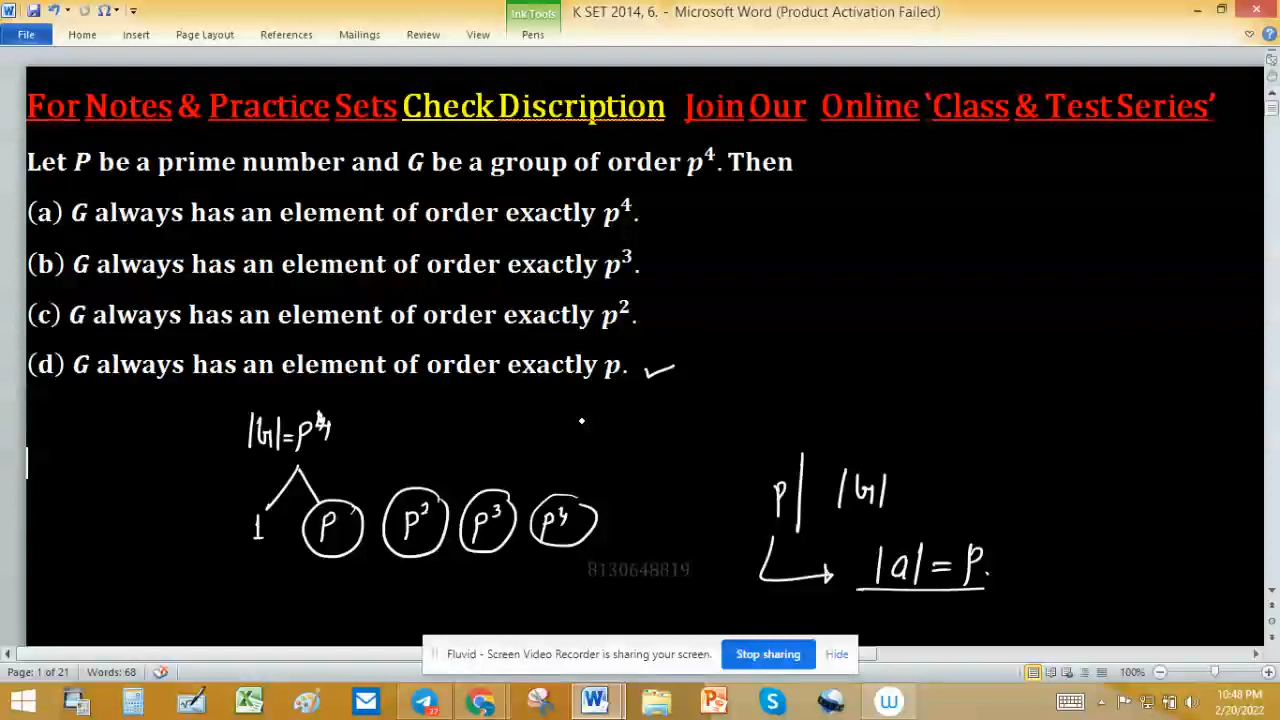 K SET 2014, 6. - Microsoft Word (Product Activation Failed)
Ink Tools
File Home Insert Page Layout References Mailings Review View Pens
For Notes & Practice Sets Check Discription Join Our Online ‘Class & Test Series’
Let P be a prime number and G be a group of order p⁴. Then
(a) G always has an element of order exactly p⁴.
(b) G always has an element of order exactly p³.
(c) G always has an element of order exactly p².
(d) G always has an element of order exactly p. ✓
|G|=p⁴
p | |G|
1 p p² p³ p⁴
|a| = p.
8130648819
Fluvid - Screen Video Recorder is sharing your screen. Stop sharing Hide
Page: 1 of 21 Words: 68 100%
27
10:48 PM
2/20/2022